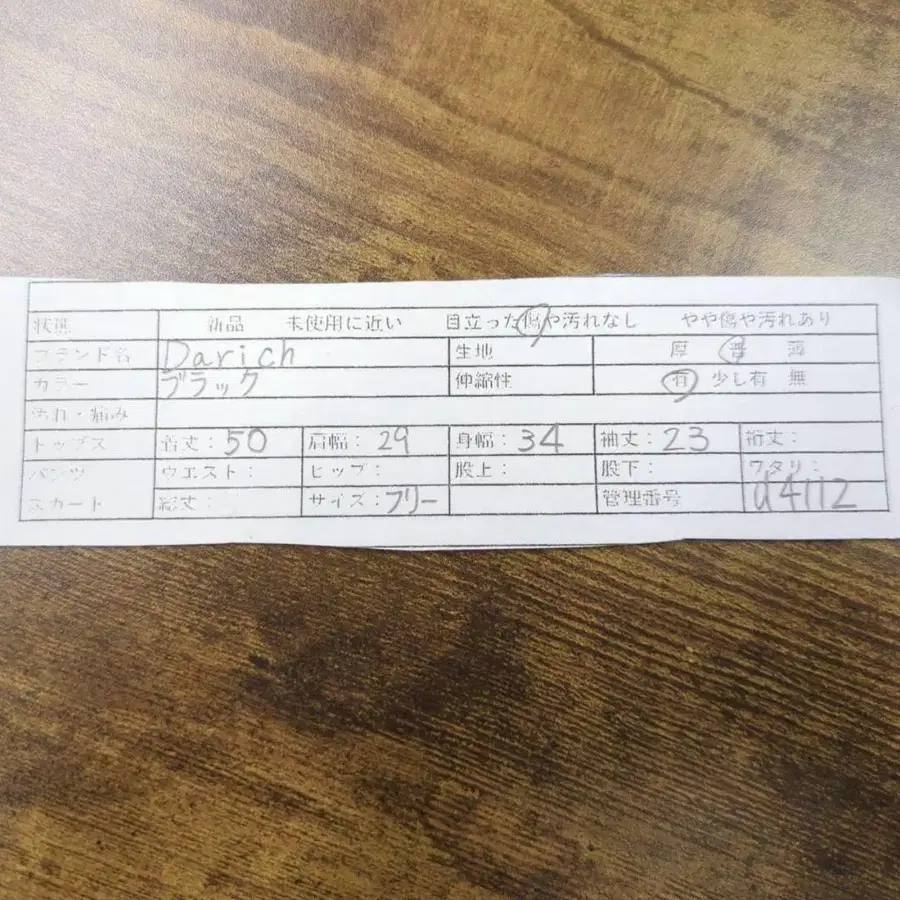 状態 新品 未使用に近い 目立った傷や汚れなし やや傷や汚れあり
ブランド名 Darich 生地 厚 普 薄
カラー ブラック 伸縮性 有 少し有 無
汚れ・痛み
トップス 着丈:50 肩幅:29 身幅:34 袖丈:23 裄丈:
パンツ ウエスト: ヒップ: 股上: 股下: ワタリ:
スカート 総丈: サイズ:フリー 管理番号 d4112